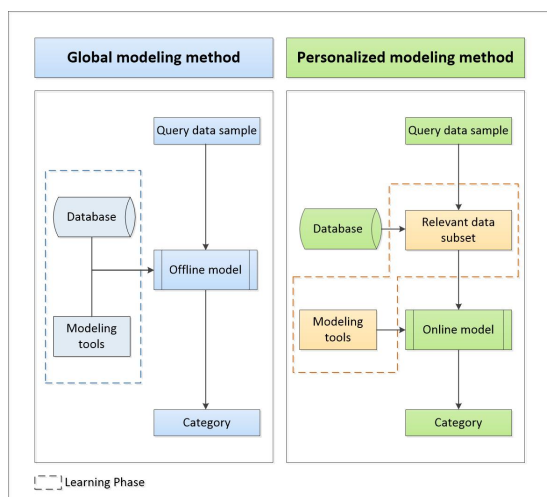 Global modeling method
Personalized modeling method
Query data sample
Database
Offline model
Modeling
tools
Category
Query data sample
Database
Relevant data
subset
Modeling
tools
Online model
Category
Learning Phase